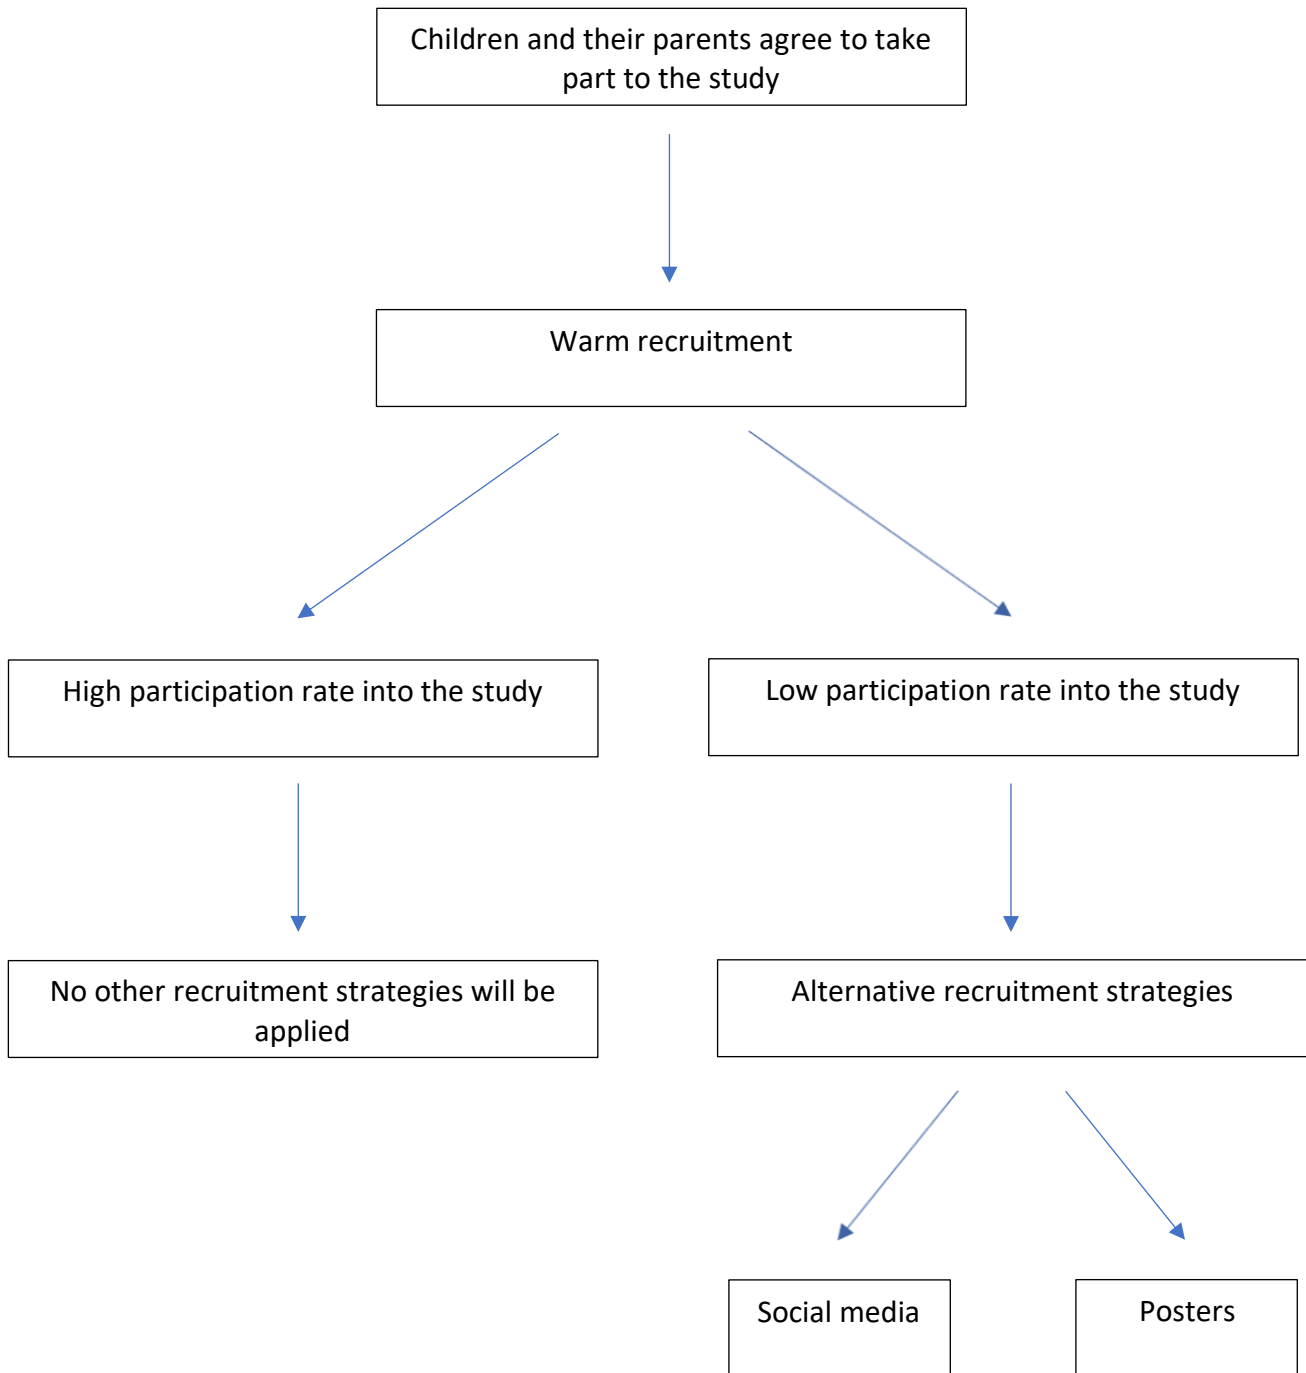 Children and their parents agree to take
part to the study
Warm recruitment
High participation rate into the study
Low participation rate into the study
No other recruitment strategies will be
applied
Alternative recruitment strategies
Social media
Posters